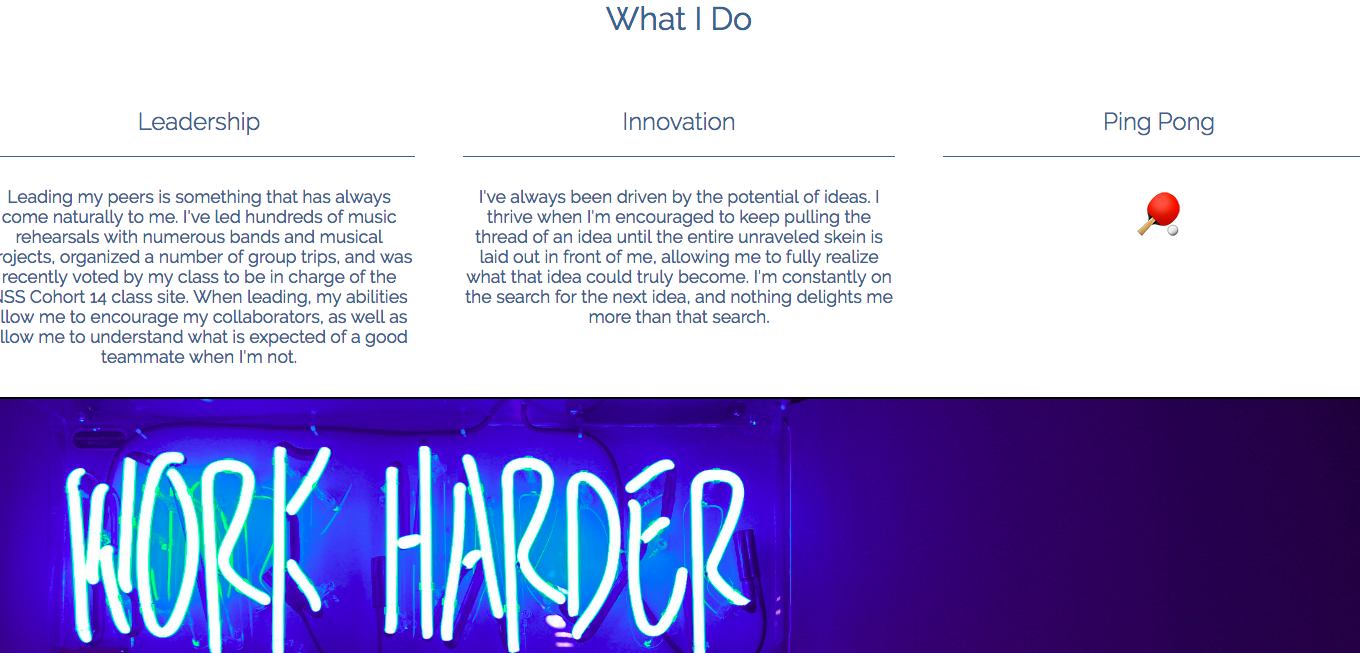 What I Do
Leadership
Leading my peers is something that has always
come naturally to me. I've led hundreds of music
rehearsals with numerous bands and musical
rojects, organized a number of group trips, and was
recently voted by my class to be in charge of the
NSS Cohort 14 class site. When leading, my abilities
llow me to encourage my collaborators, as well as
llow me to understand what is expected of a good
teammate when I'm not.
Innovation
I've always been driven by the potential of ideas. I
thrive when I'm encouraged to keep pulling the
thread of an idea until the entire unraveled skein is
laid out in front of me, allowing me to fully realize
what that idea could truly become. I'm constantly on
the search for the next idea, and nothing delights me
more than that search.
Ping Pong
WORK HARDER